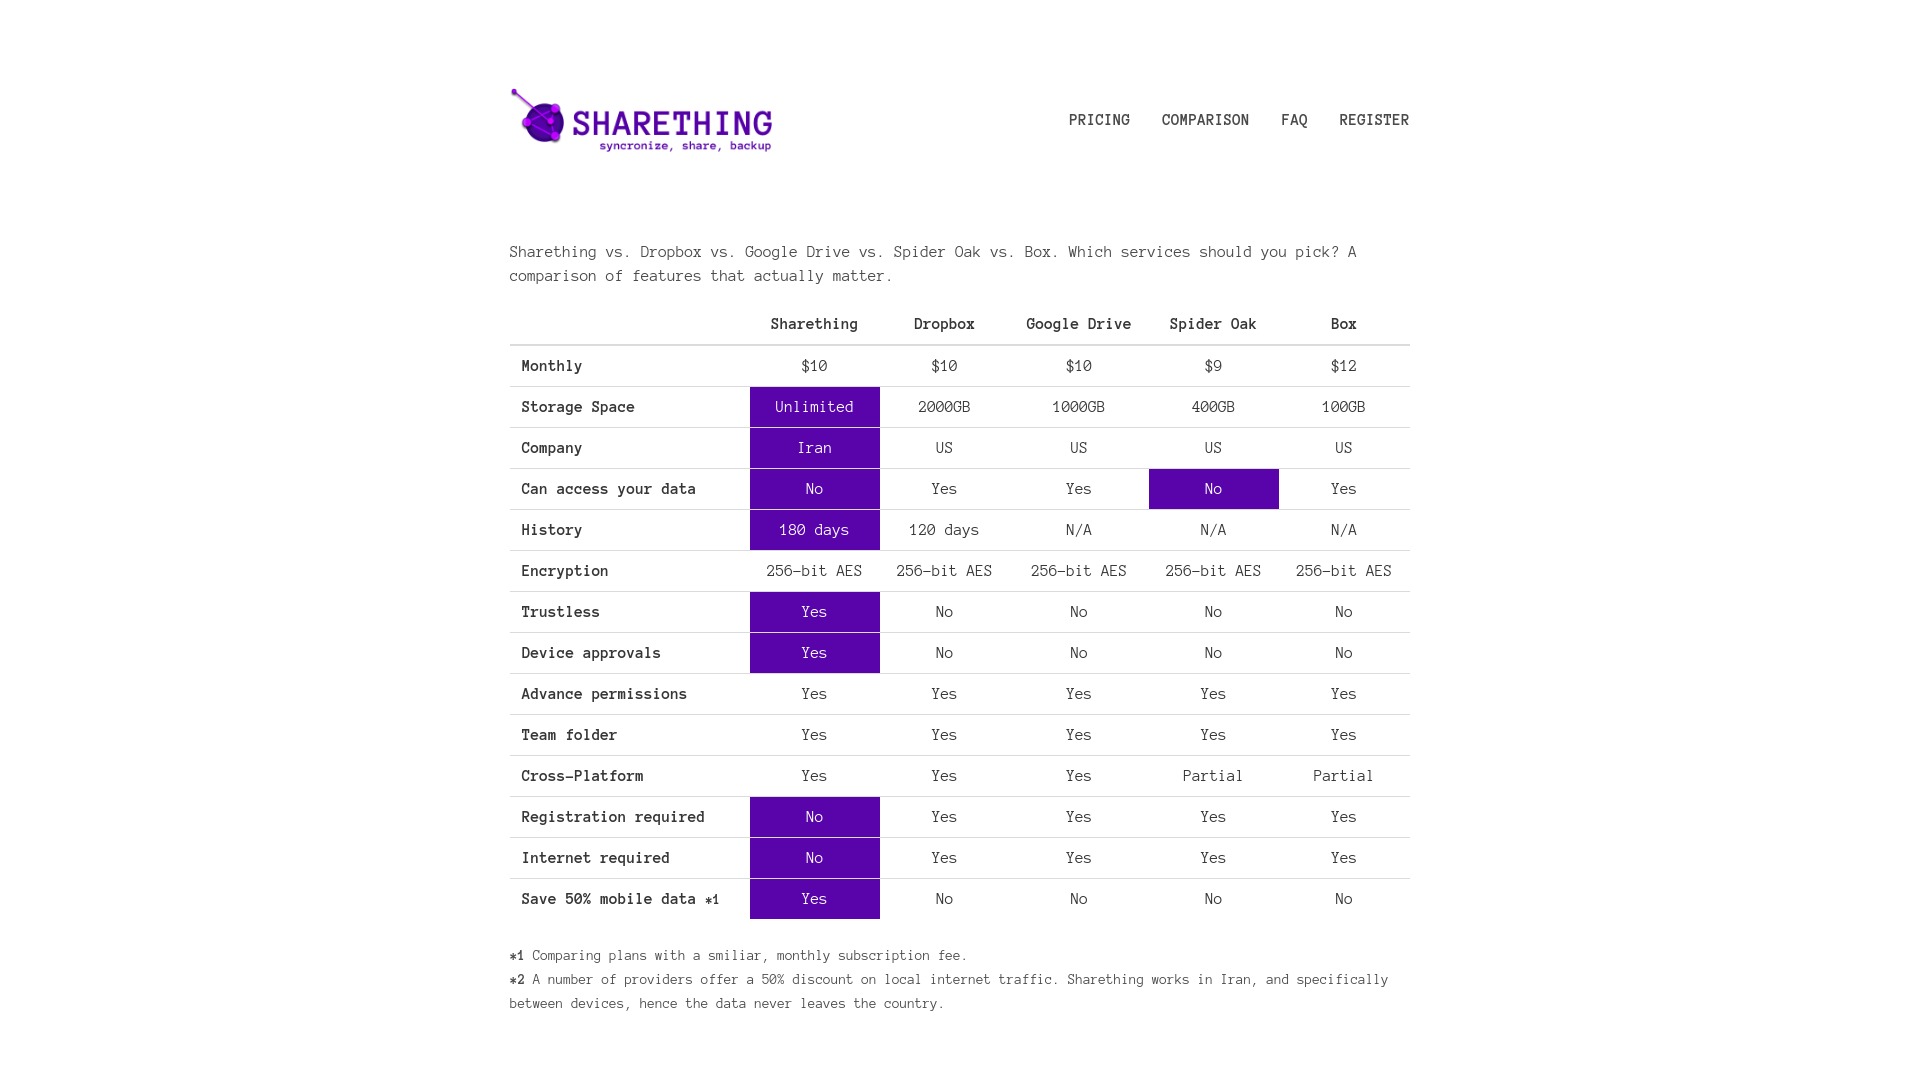 SHARETHING
syncronize, share, backup
PRICING COMPARISON FAQ REGISTER
Sharething vs. Dropbox vs. Google Drive vs. Spider Oak vs. Box. Which services should you pick? A
comparison of features that actually matter.
Sharething Dropbox Google Drive Spider Oak Box
Monthly $10 $10 $10 $9 $12
Storage Space Unlimited 2000GB 1000GB 400GB 100GB
Company Iran US US US US
Can access your data No Yes Yes No Yes
History 180 days 120 days N/A N/A N/A
Encryption 256-bit AES 256-bit AES 256-bit AES 256-bit AES 256-bit AES
Trustless Yes No No No No
Device approvals Yes No No No No
Advance permissions Yes Yes Yes Yes Yes
Team folder Yes Yes Yes Yes Yes
Cross-Platform Yes Yes Yes Partial Partial
Registration required No Yes Yes Yes Yes
Internet required No Yes Yes Yes Yes
Save 50% mobile data *1 Yes No No No No
*1 Comparing plans with a smiliar, monthly subscription fee.
*2 A number of providers offer a 50% discount on local internet traffic. Sharething works in Iran, and specifically
between devices, hence the data never leaves the country.